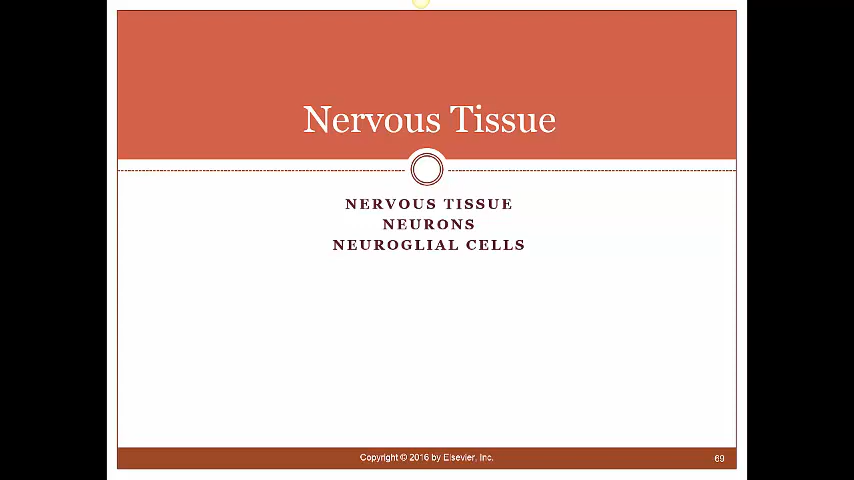 Nervous Tissue
NERVOUS TISSUE
NEURONS
NEUROGLIAL CELLS
Copyright © 2016 by Elsevier, Inc.
69